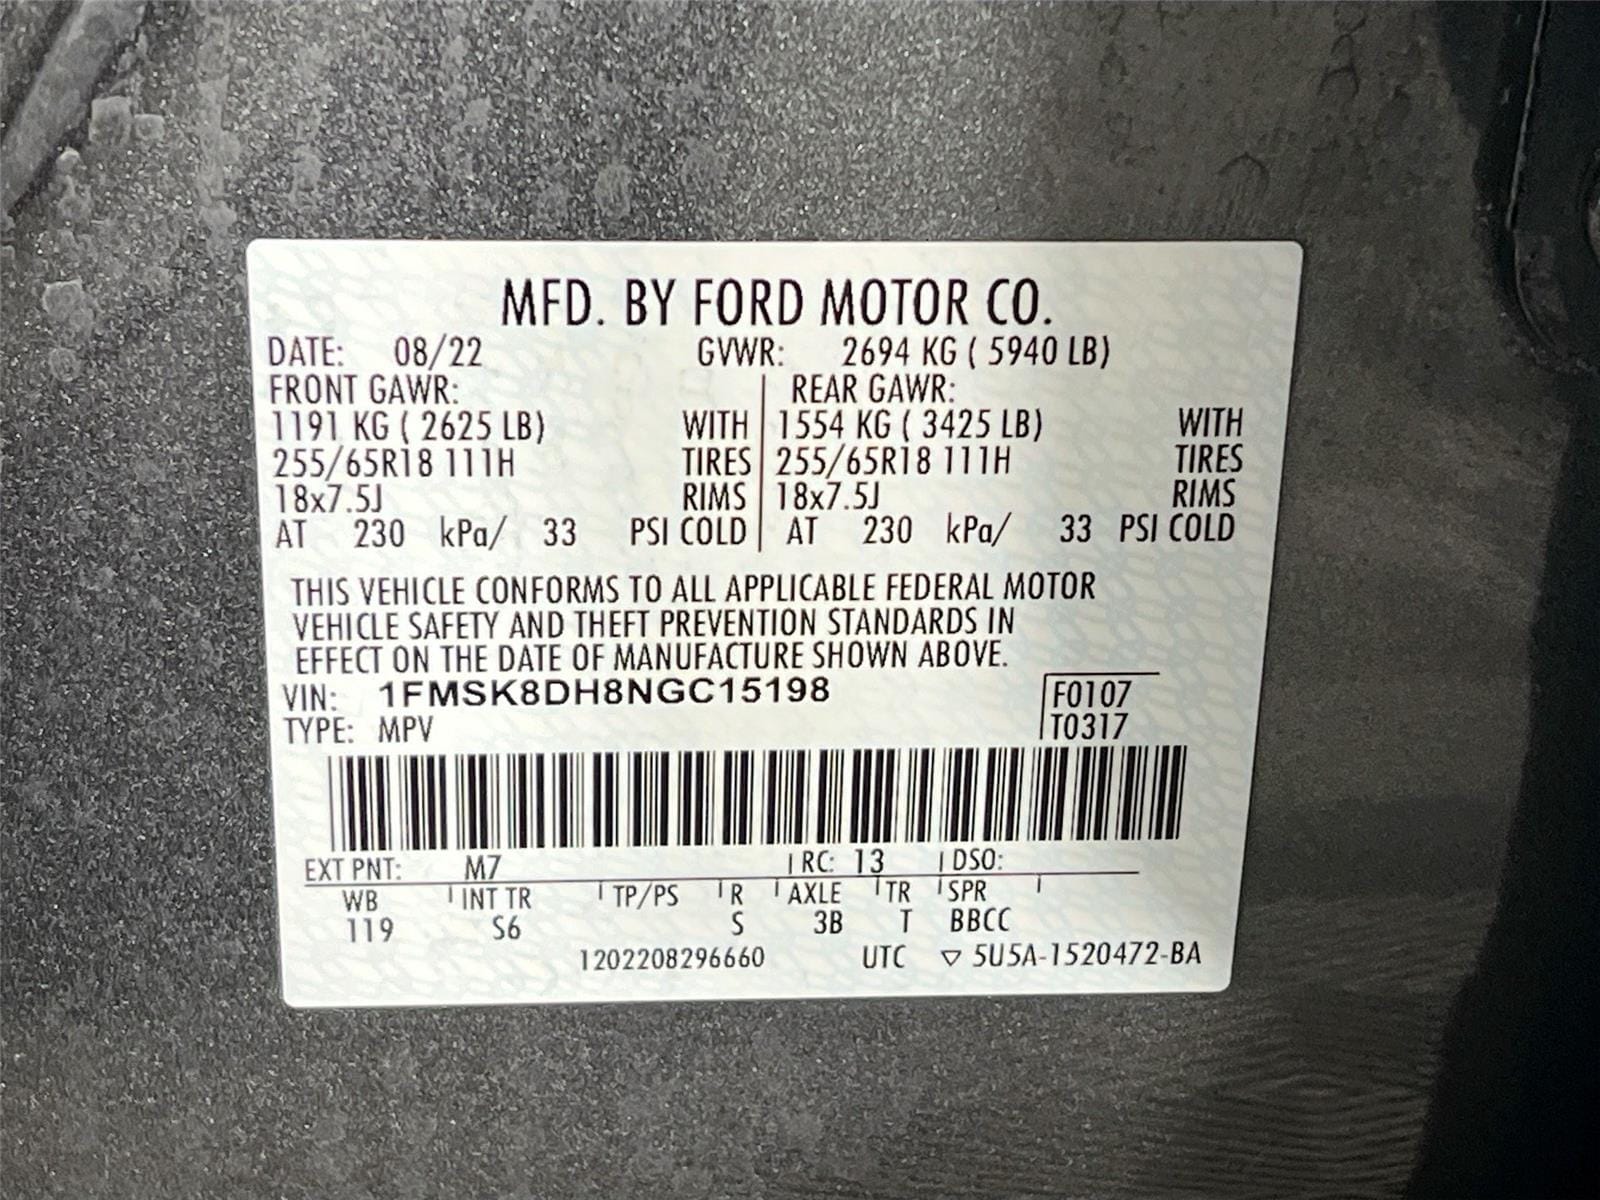 MFD. BY FORD MOTOR CO.
DATE: 08/22 GVWR: 2694 KG ( 5940 LB)
FRONT GAWR: REAR GAWR:
1191 KG ( 2625 LB) WITH 1554 KG ( 3425 LB) WITH
255/65R18 111H TIRES 255/65R18 111H TIRES
18x7.5J RIMS 18x7.5J RIMS
AT 230 kPa/ 33 PSI COLD AT 230 kPa/ 33 PSI COLD
THIS VEHICLE CONFORMS TO ALL APPLICABLE FEDERAL MOTOR
VEHICLE SAFETY AND THEFT PREVENTION STANDARDS IN
EFFECT ON THE DATE OF MANUFACTURE SHOWN ABOVE.
VIN: 1FMSK8DH8NGC15198 F0107
TYPE: MPV T0317
EXT PNT: M7 RC: 13 DSO:
WB INT TR TP/PS R AXLE TR SPR
119 S6 S 3B T BBCC
1202208296660 UTC ▽ 5U5A-1520472-BA